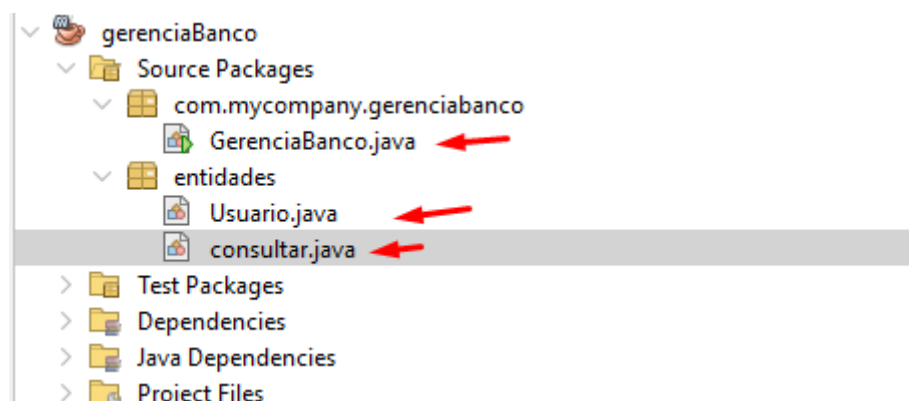 gerenciaBanco
Source Packages
com.mycompany.gerenciabanco
GerenciaBanco.java
entidades
Usuario.java
consultar.java
Test Packages
Dependencies
Java Dependencies
Project Files